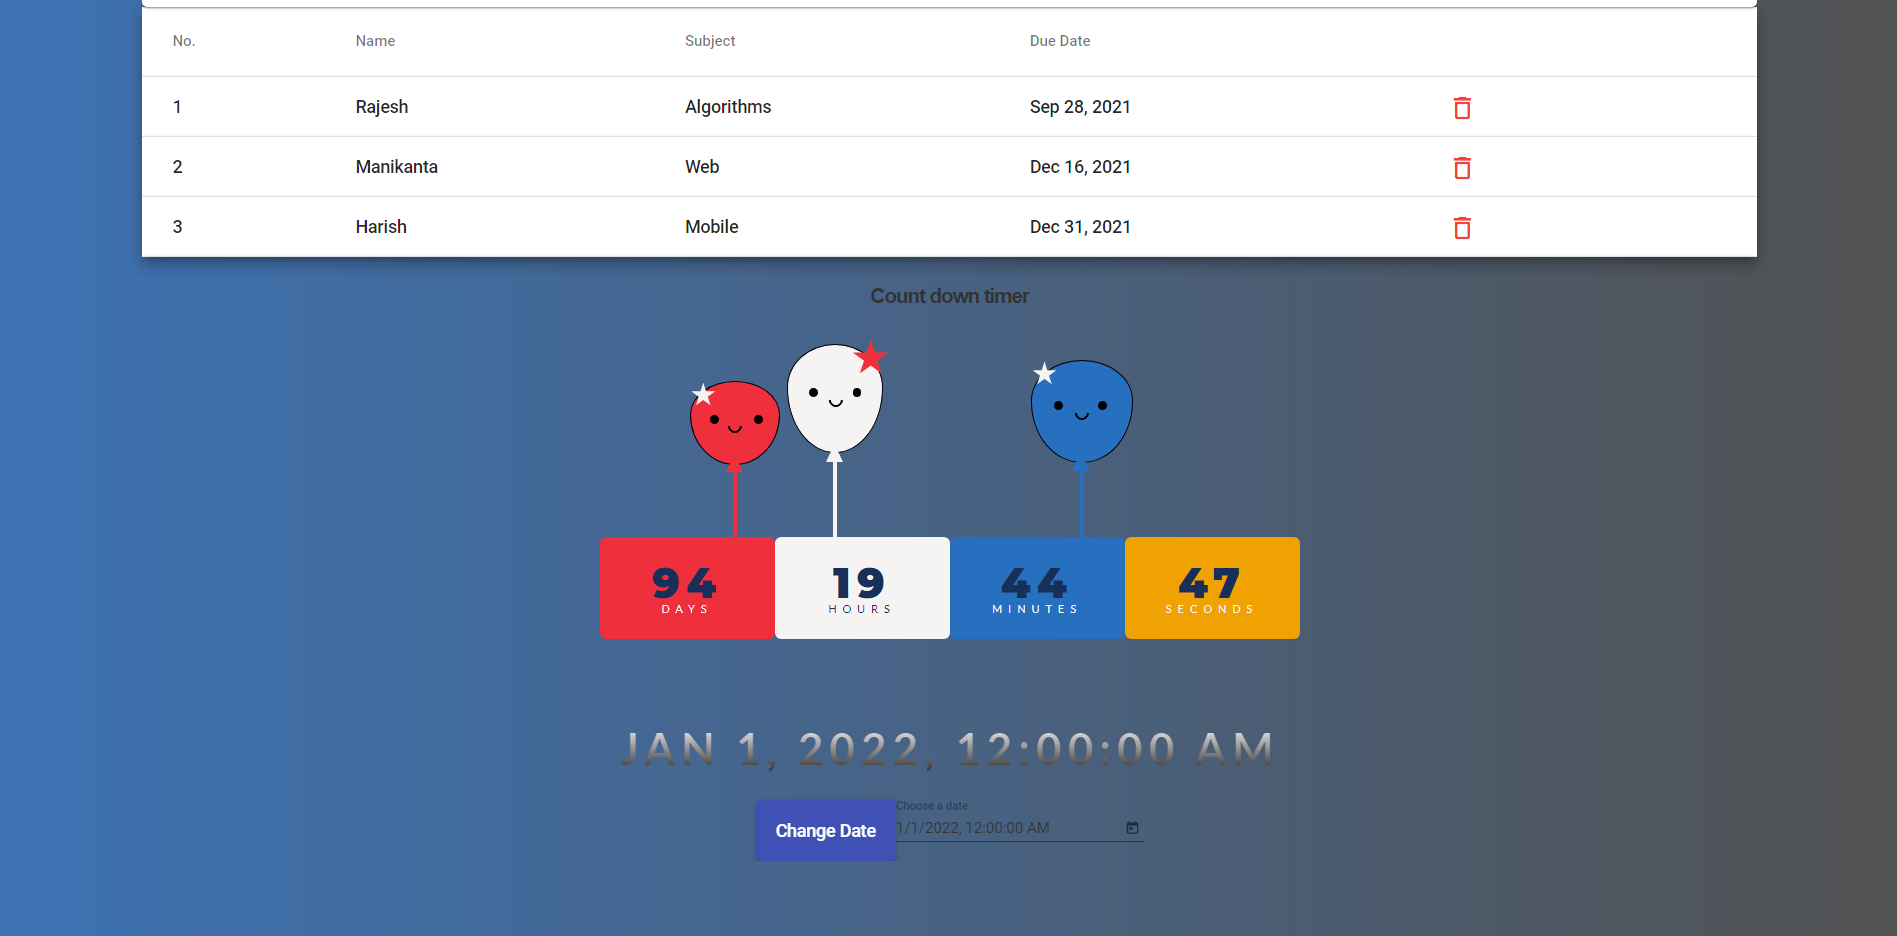 No. Name Subject Due Date
1 Rajesh Algorithms Sep 28, 2021
2 Manikanta Web Dec 16, 2021
3 Harish Mobile Dec 31, 2021
Count down timer
94 19 44 47
DAYS HOURS MINUTES SECONDS
JAN 1, 2022, 12:00:00 AM
Choose a date
Change Date 1/1/2022, 12:00:00 AM